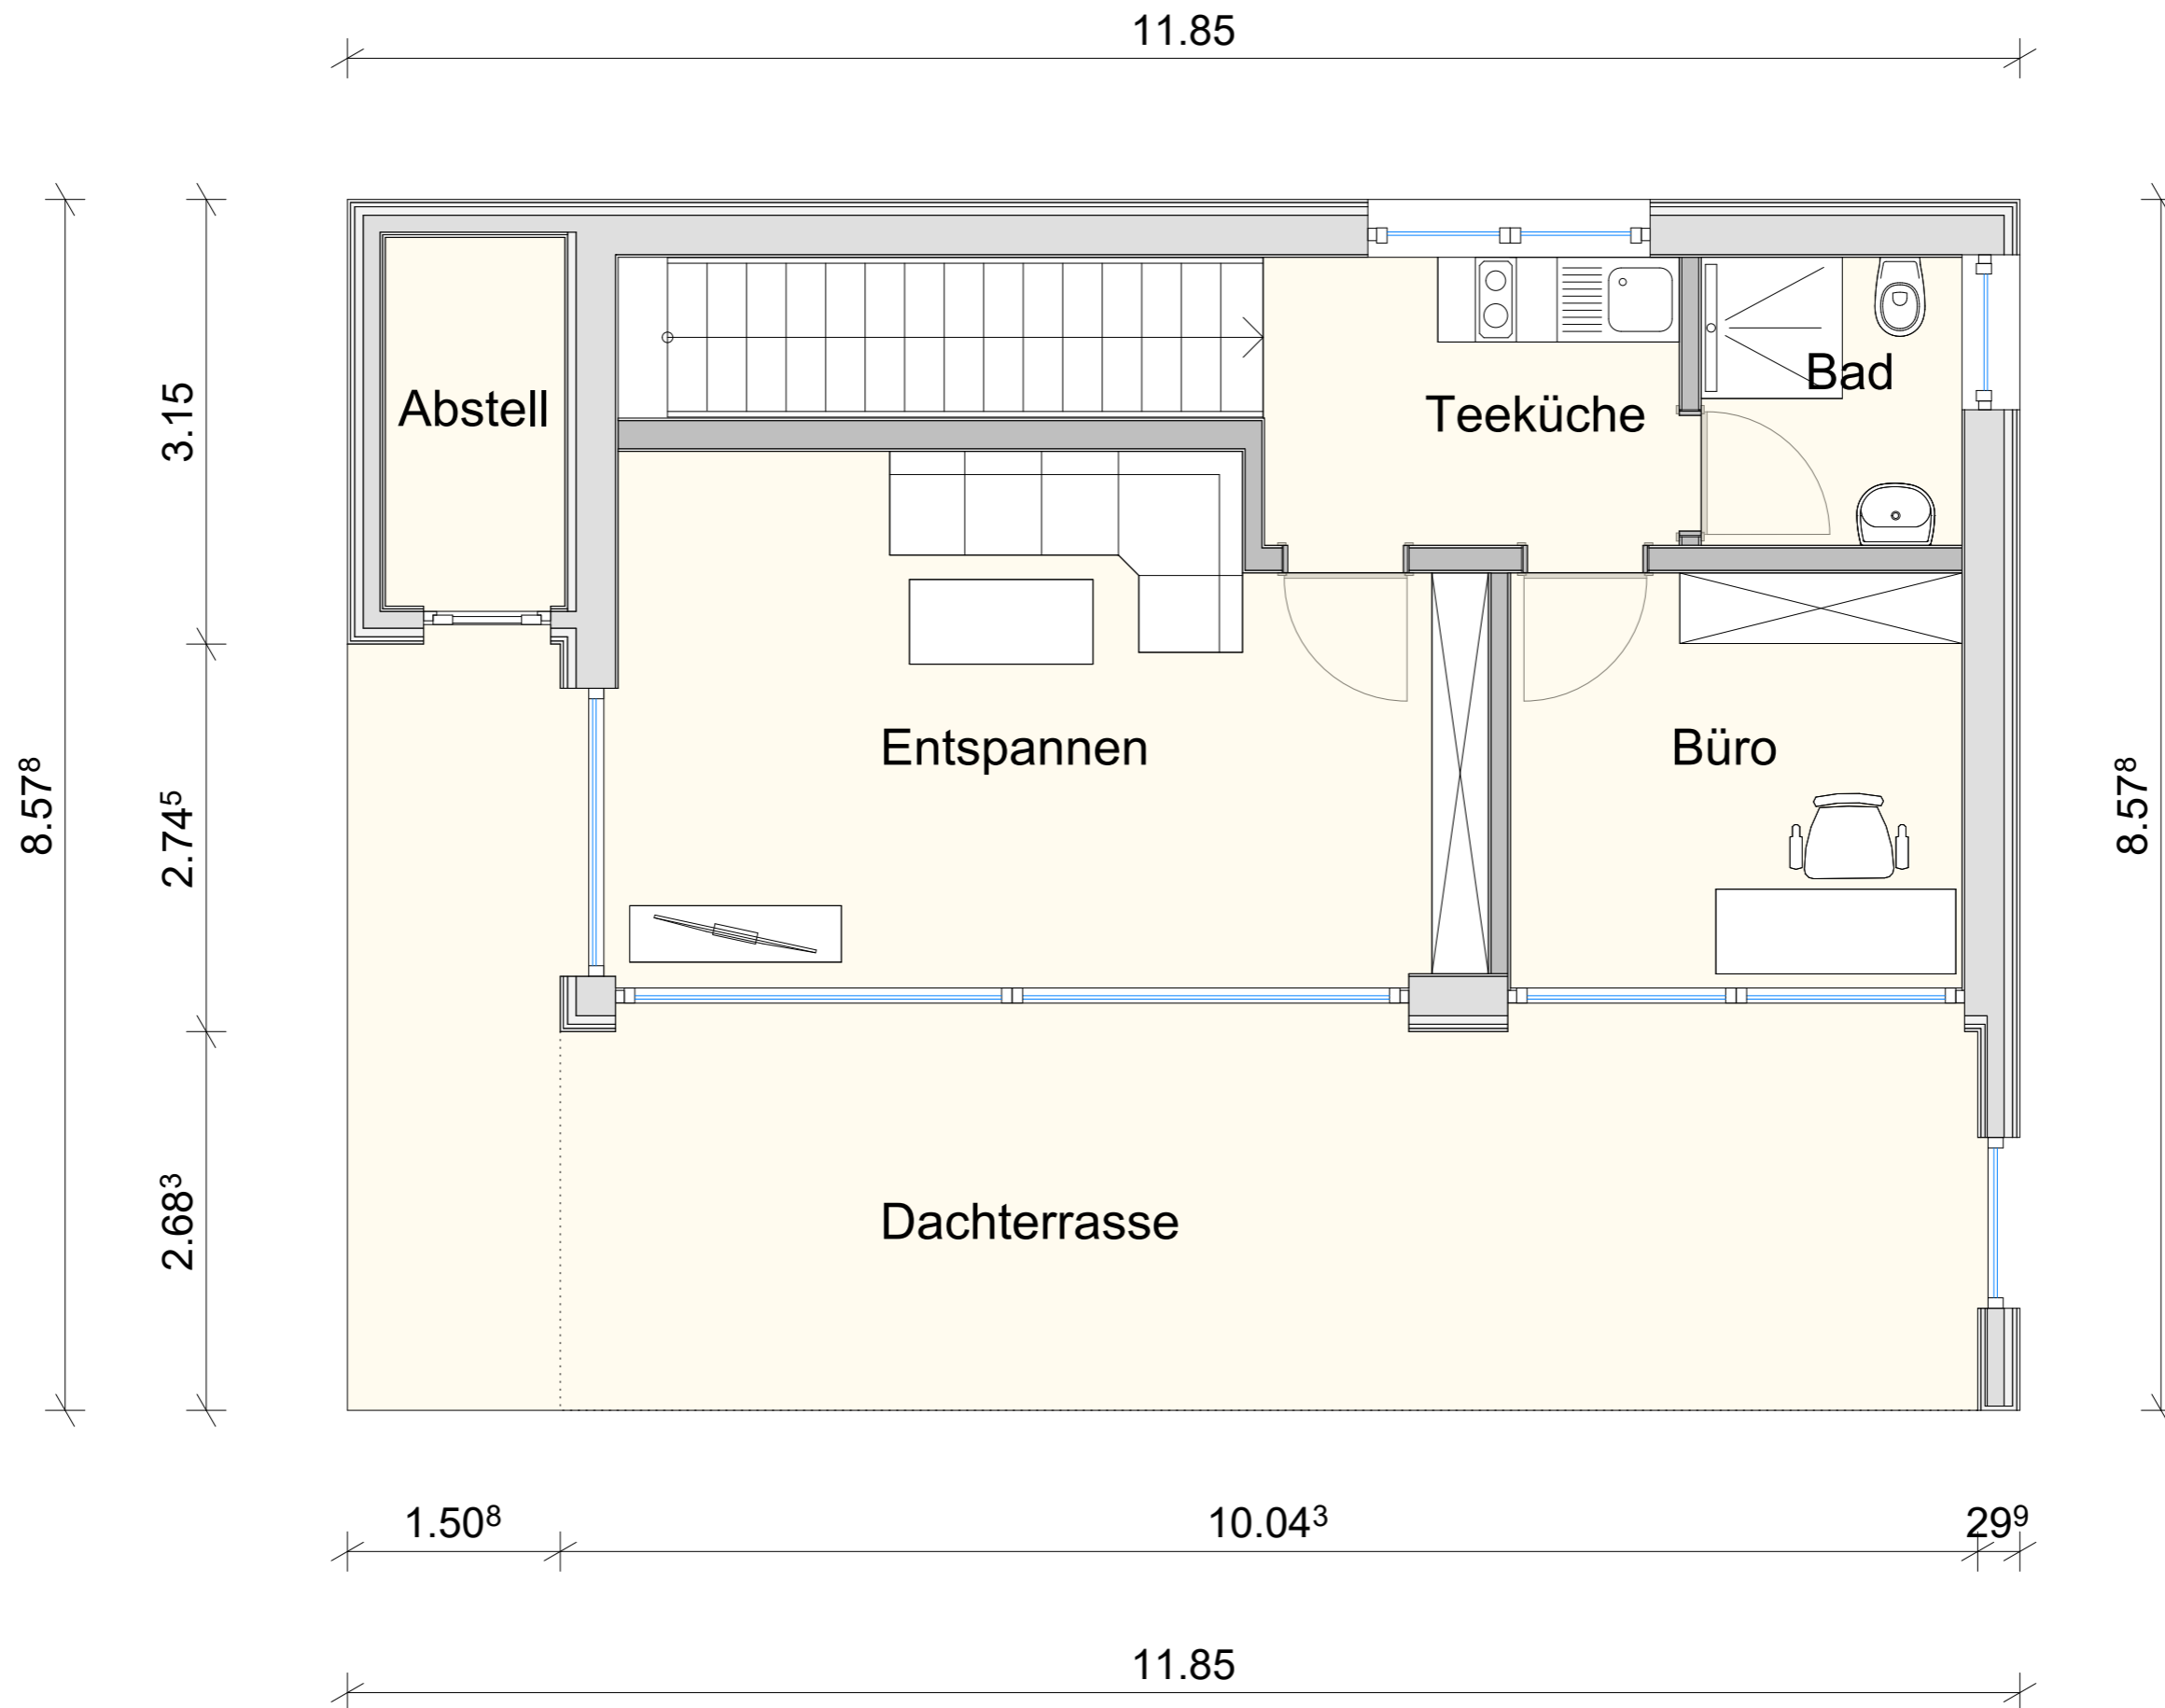 11.85
3.15
Abstell
Bad
Teeküche
8.57⁸
2.74⁵
Entspannen
Büro
8.57⁸
2.68³
Dachterrasse
1.50⁸
10.04³
29⁹
11.85